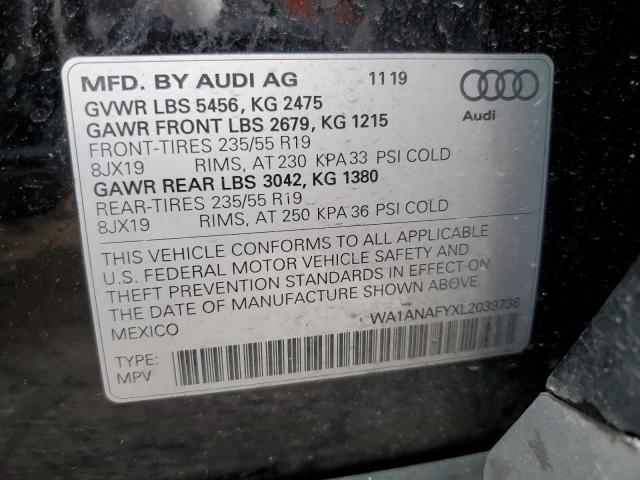 MFD. BY AUDI AG 11 19
GVWR LBS 5456, KG 2475
GAWR FRONT LBS 2679, KG 1215
FRONT-TIRES 235/55 R19
8JX19 RIMS, AT 230 KPA 33 PSI COLD
GAWR REAR LBS 3042, KG 1380
REAR-TIRES 235/55 R19
8JX19 RIMS, AT 250 KPA 36 PSI COLD
Audi
THIS VEHICLE CONFORMS TO ALL APPLICABLE
U.S. FEDERAL MOTOR VEHICLE SAFETY AND
THEFT PREVENTION STANDARDS IN EFFECT ON
THE DATE OF MANUFACTURE SHOWN ABOVE.
MEXICO
WA1ANAFYXL2039738
TYPE:
MPV